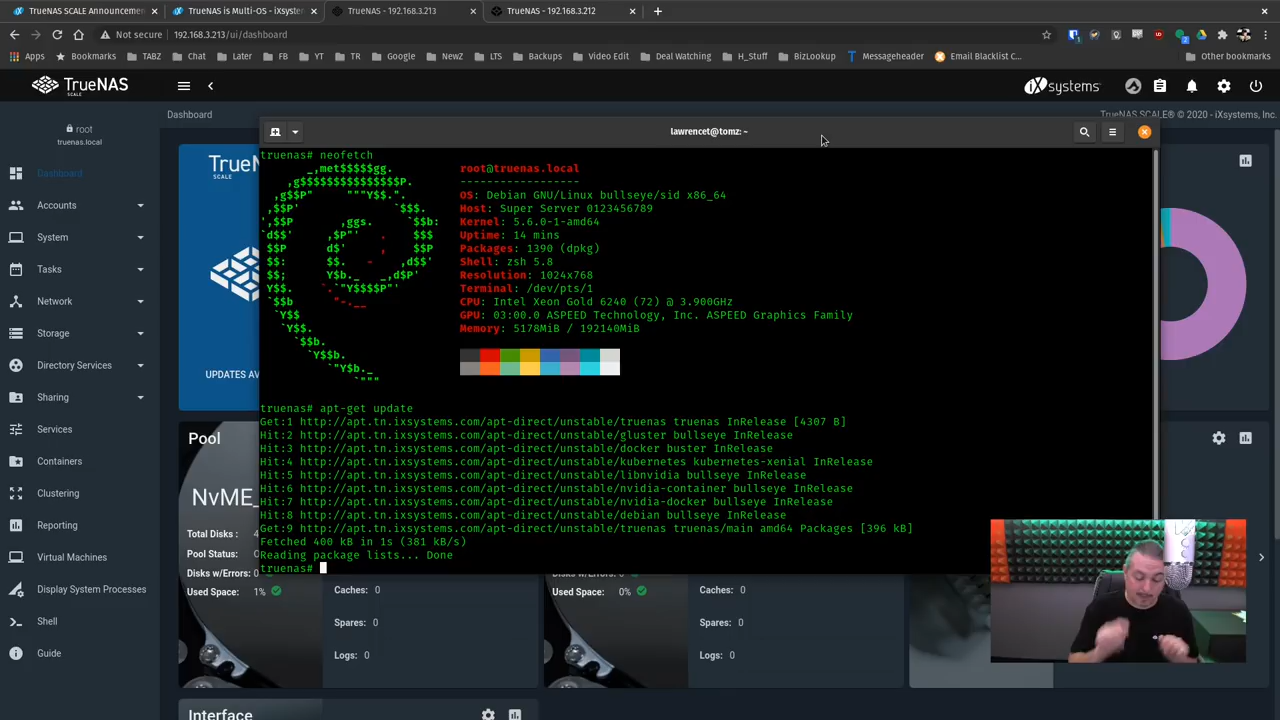 TrueNAS SCALE Announcemen
TrueNAS is Multi-OS - iXsystem
TrueNAS - 192.168.3.213
TrueNAS - 192.168.3.212
Not secure
192.168.3.213/ui/dashboard
Apps
Bookmarks
TABZ
Chat
Later
FB
YT
TR
Google
NewZ
LTS
Backups
Video Edit
Deal Watching
H_Stuff
BizLookup
Messageheader
Email Blacklist C...
Other bookmarks
TrueNAS
SCALE
iXsystems
root
truenas.local
Dashboard
TrueNAS SCALE® © 2020 - iXsystems, Inc.
Dashboard
Accounts
System
Tasks
Network
Storage
Directory Services
Sharing
Services
Containers
Clustering
Reporting
Virtual Machines
Display System Processes
Shell
Guide
SCALE
UPDATES AV
lawrencet@tomz: ~
truenas# neofetch
_,met$$$$$gg.
,g$$$$$$$$$$$$$$$P.
,g$$P"     """Y$$.".
,$$P'              `$$$.
',$$P       ,ggs.     `$$b:
`d$$'     ,$P"'   .    $$$
$$P      d$'     ,    $$P
$$:      $$.   -    ,d$$'
$$;      Y$b._   _,d$P'
Y$$.    `.`"Y$$$$P"'
`$$b      "-.__
`Y$$
`Y$$.
`$$b.
`Y$$b.
`"Y$b._
`"""
root@truenas.local
------------------
OS: Debian GNU/Linux bullseye/sid x86_64
Host: Super Server 0123456789
Kernel: 5.6.0-1-amd64
Uptime: 14 mins
Packages: 1390 (dpkg)
Shell: zsh 5.8
Resolution: 1024x768
Terminal: /dev/pts/1
CPU: Intel Xeon Gold 6240 (72) @ 3.900GHz
GPU: 03:00.0 ASPEED Technology, Inc. ASPEED Graphics Family
Memory: 5178MiB / 192140MiB
truenas# apt-get update
Get:1 http://apt.tn.ixsystems.com/apt-direct/unstable/truenas truenas InRelease [4307 B]
Hit:2 http://apt.tn.ixsystems.com/apt-direct/unstable/gluster bullseye InRelease
Hit:3 http://apt.tn.ixsystems.com/apt-direct/unstable/docker buster InRelease
Hit:4 http://apt.tn.ixsystems.com/apt-direct/unstable/kubernetes kubernetes-xenial InRelease
Hit:5 http://apt.tn.ixsystems.com/apt-direct/unstable/libnvidia bullseye InRelease
Hit:6 http://apt.tn.ixsystems.com/apt-direct/unstable/nvidia-container bullseye InRelease
Hit:7 http://apt.tn.ixsystems.com/apt-direct/unstable/nvidia-docker bullseye InRelease
Hit:8 http://apt.tn.ixsystems.com/apt-direct/unstable/debian bullseye InRelease
Get:9 http://apt.tn.ixsystems.com/apt-direct/unstable/truenas truenas/main amd64 Packages [396 kB]
Fetched 400 kB in 1s (381 kB/s)
Reading package lists... Done
truenas#
Pool
NvME_
Total Disks : 4
Pool Status:
Disks w/Errors: 0
Used Space: 1%
Caches: 0
Spares: 0
Logs: 0
Disks w/Errors: 0
Used Space: 0%
Caches: 0
Spares: 0
Logs: 0
Interface